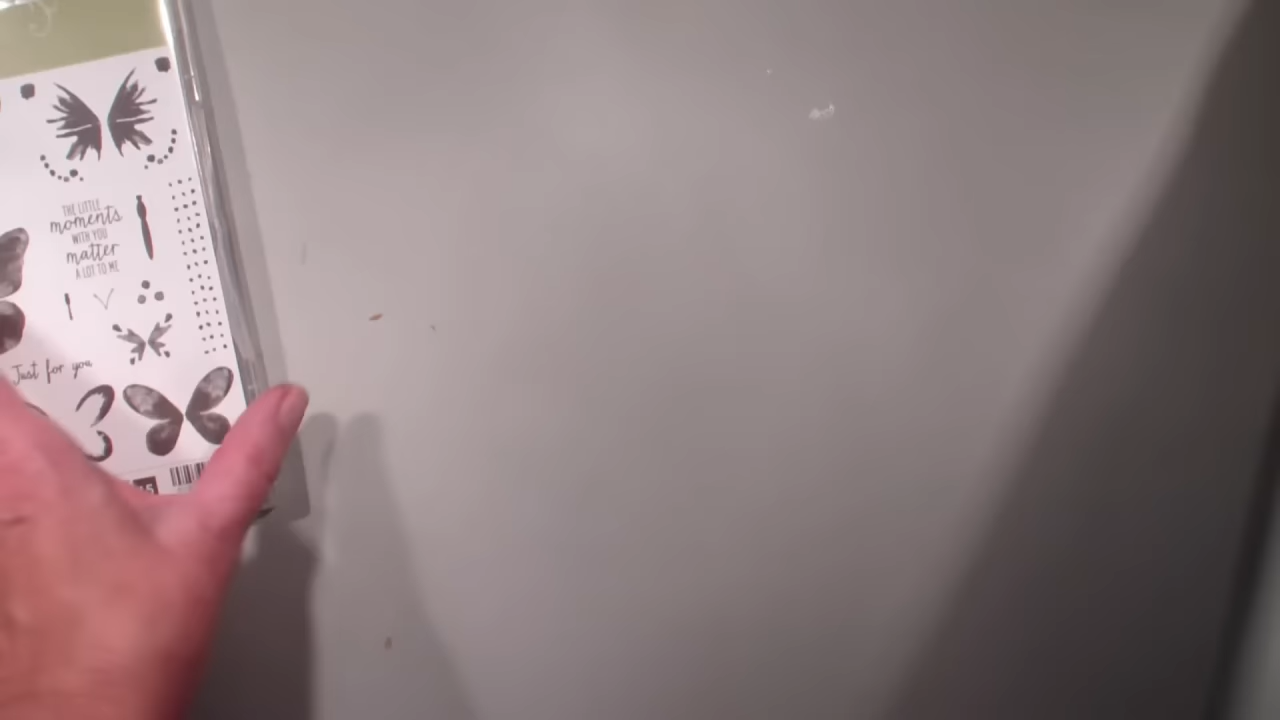 THE LITTLE
moments
WITH YOU
matter
A LOT TO ME
Just for you